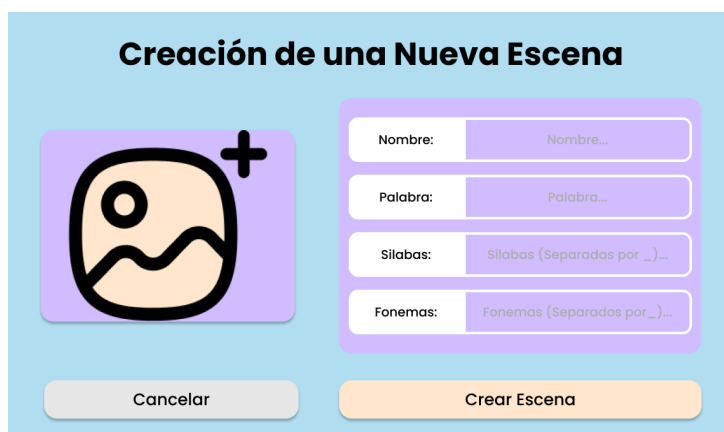 Creación de una Nueva Escena
Nombre: Nombre...
Palabra: Palabra...
Silabas: Silabas (Separadas por _)...
Fonemas: Fonemas (Separados por_)...
Cancelar
Crear Escena